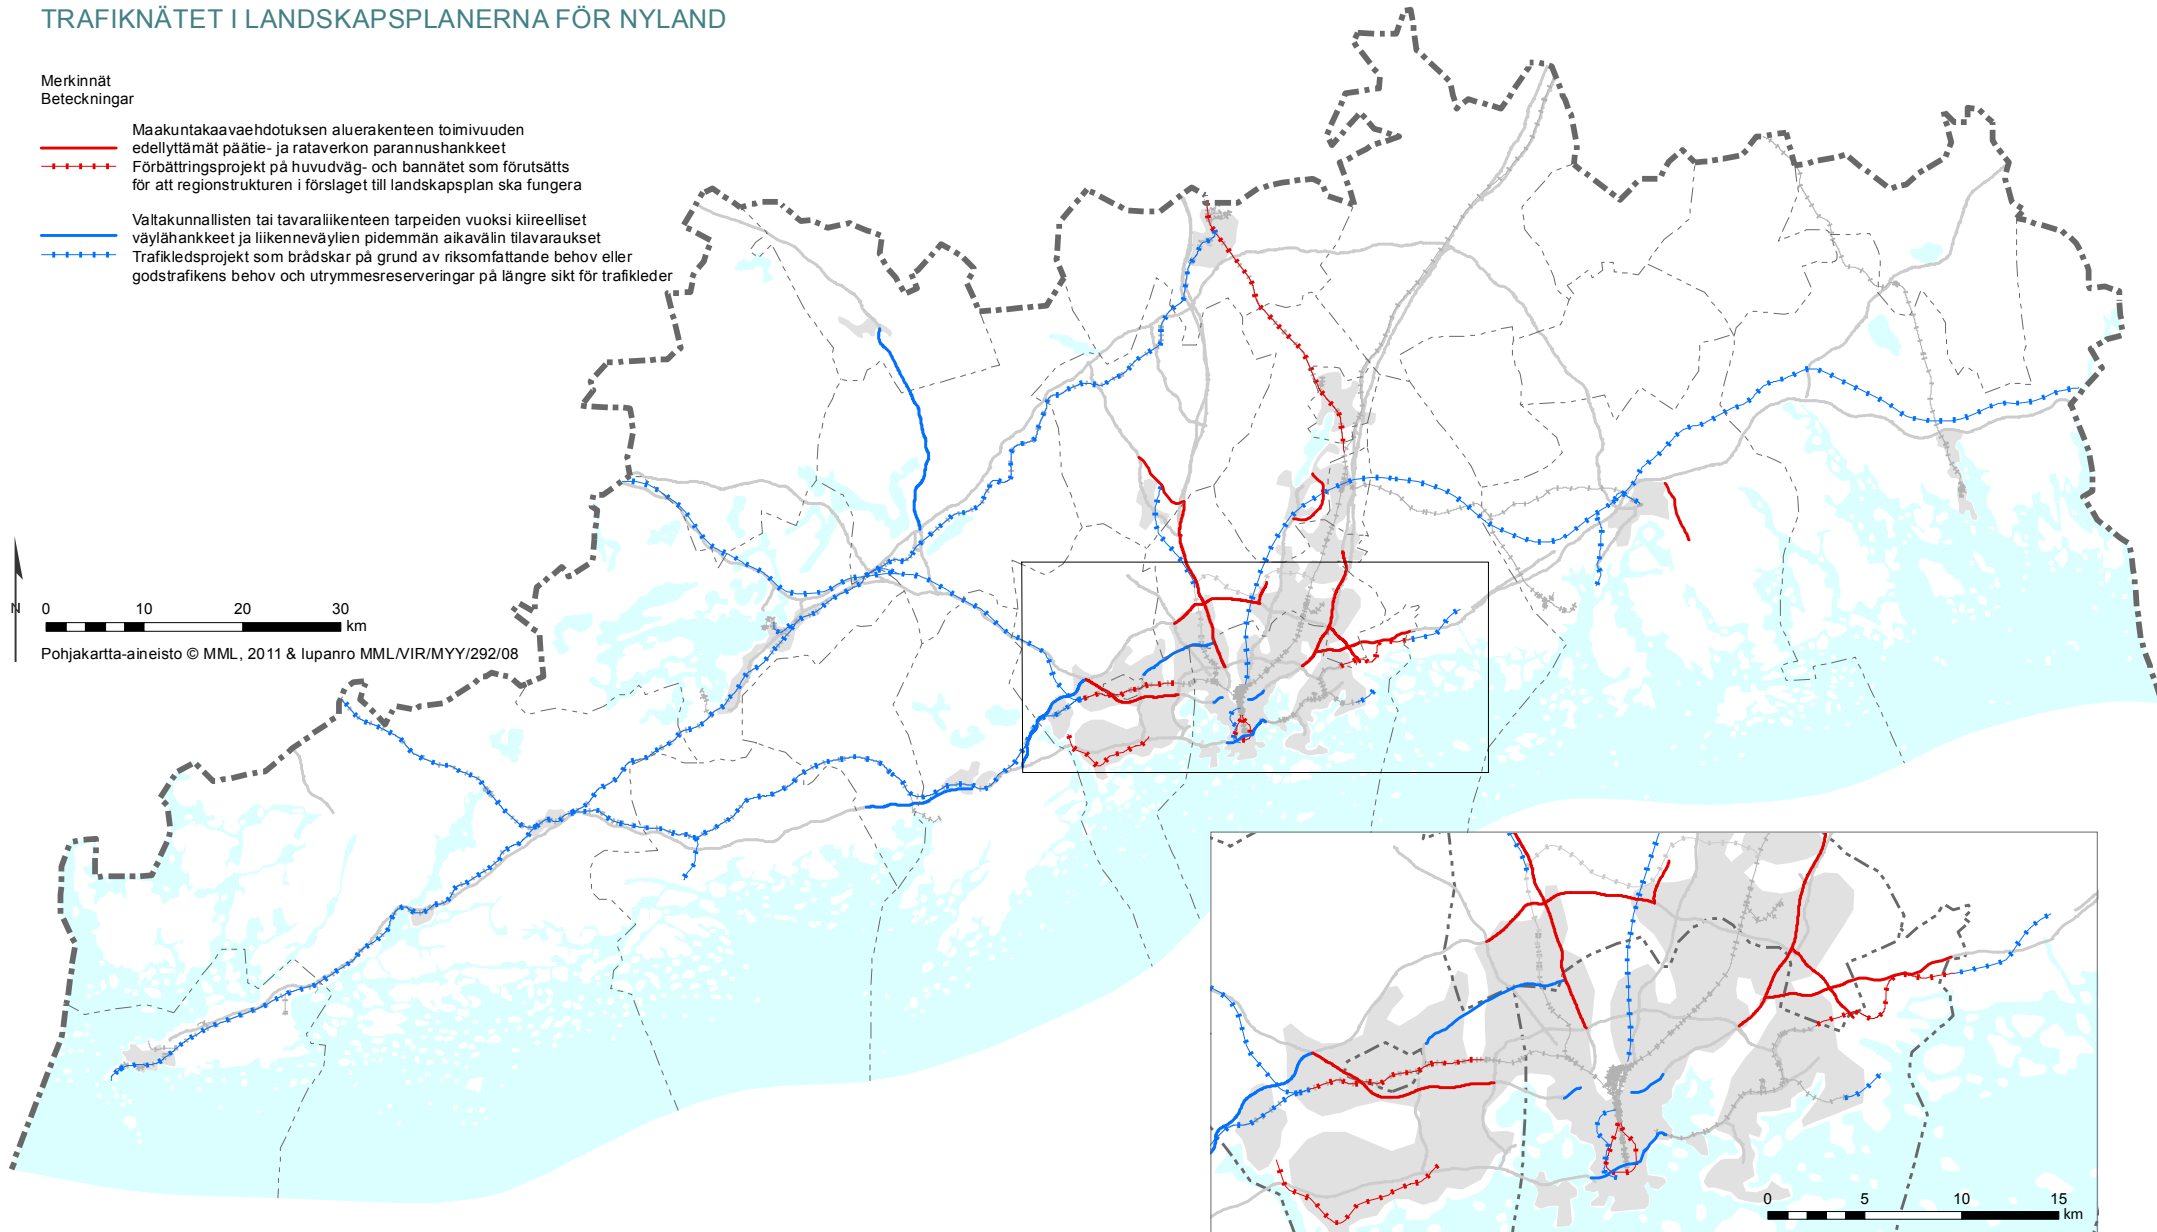 TRAFIKNÄTET I LANDSKAPSPLANERNA FÖR NYLAND
Merkinnät
Beteckningar
Maakuntakaavaehdotuksen aluerakenteen toimivuuden
edellyttämät päätie- ja rataverkon parannushankkeet
Förbättringsprojekt på huvudväg- och bannätet som förutsätts
för att regionstrukturen i förslaget till landskapsplan ska fungera
Valtakunnallisten tai tavaraliikenteen tarpeiden vuoksi kiireelliset
väylähankkeet ja liikenneväylien pidemmän aikavälin tilavaraukset
Trafikledsprojekt som brådskar på grund av riksomfattande behov eller
godstrafikens behov och utrymmesreserveringar på längre sikt för trafikleder
N
0 10 20 30
km
Pohjakartta-aineisto © MML, 2011 & lupanro MML/VIR/MYY/292/08
0 5 10 15
km